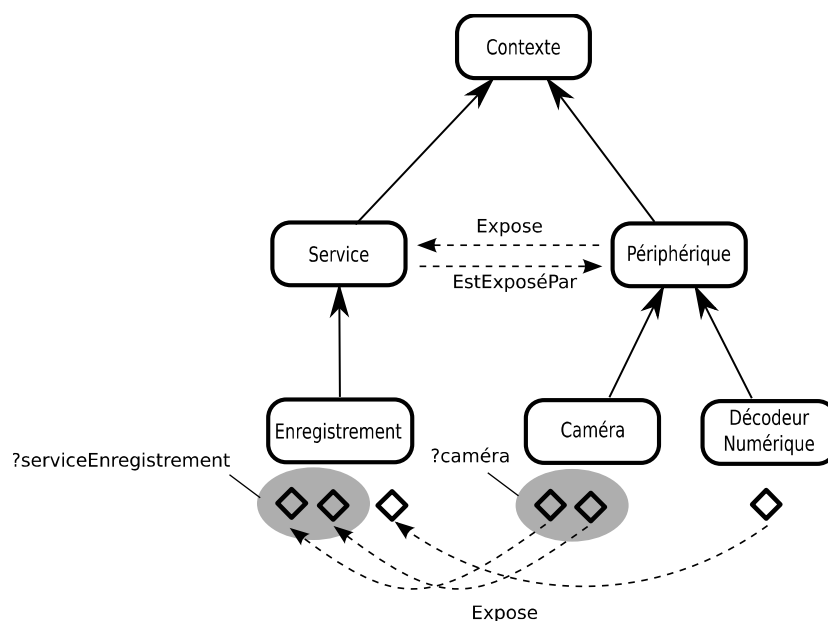 Contexte
Expose
Service
Périphérique
EstExposéPar
Enregistrement
Caméra
Décodeur
Numérique
?serviceEnregistrement
?caméra
Expose